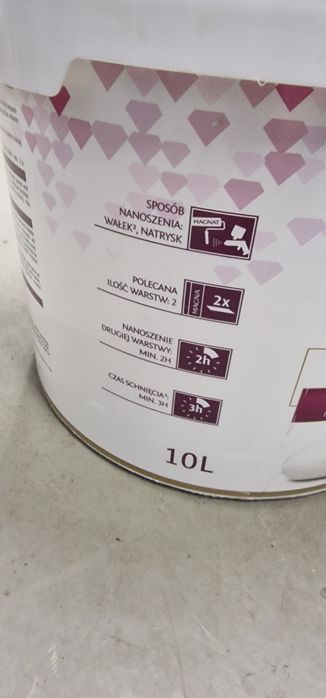 SPOSÓB
NANOSZENIA:
WAŁEK², NATRYSK
MAGNAT
POLECANA
ILOŚĆ WARSTW: 2
MAGNAT
2x
NANOSZENIE
DRUGIEJ WARSTWY:
MIN. 2H
2h
CZAS SCHNIĘCIA³:
MIN. 3H
3h
10L